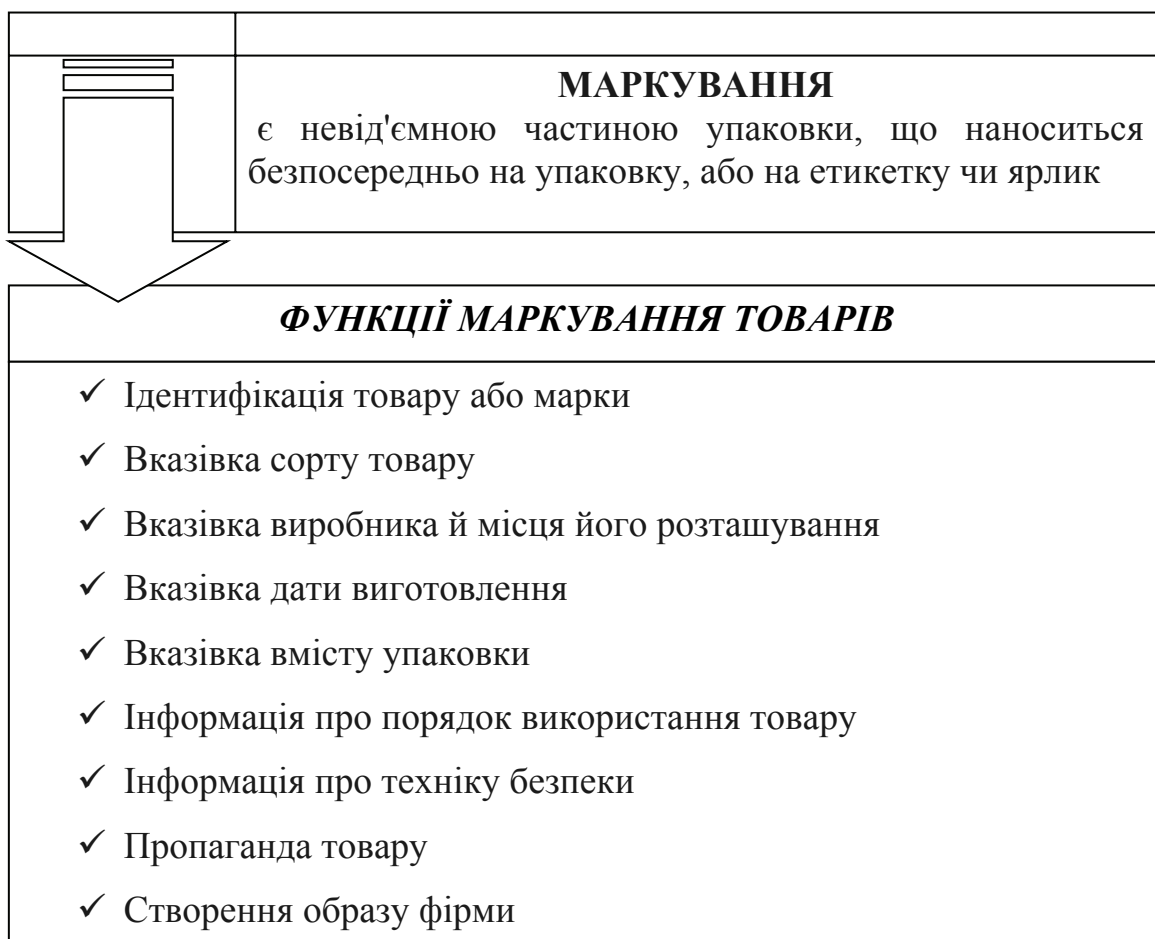 МАРКУВАННЯ
є невід'ємною частиною упаковки, що наноситься
безпосередньо на упаковку, або на етикетку чи ярлик
ФУНКЦІЇ МАРКУВАННЯ ТОВАРІВ
✓ Ідентифікація товару або марки
✓ Вказівка сорту товару
✓ Вказівка виробника й місця його розташування
✓ Вказівка дати виготовлення
✓ Вказівка вмісту упаковки
✓ Інформація про порядок використання товару
✓ Інформація про техніку безпеки
✓ Пропаганда товару
✓ Створення образу фірми